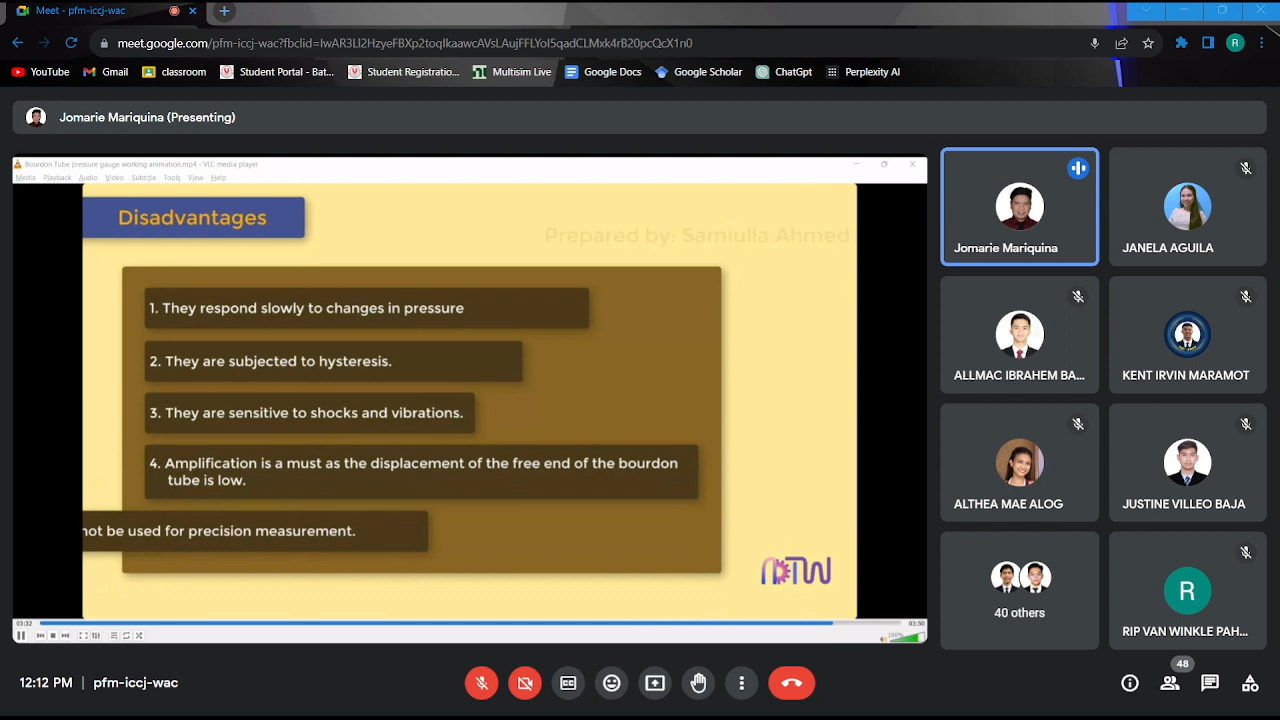 Meet - pfm-iccj-wac
meet.google.com/pfm-iccj-wac?fbclid=IwAR3Ll2HzyeFBXp2toqIkaawcAVsLAujFFLYoI5qadCLMxk4rB20pcQcX1n0
R
YouTube Gmail classroom Student Portal - Bat... Student Registratio... Multisim Live Google Docs Google Scholar ChatGpt Perplexity AI
Jomarie Mariquina (Presenting)
Bourdon Tube pressure gauge working animation.mp4 - VLC media player
Media Playback Audio Video Subtitle Tools View Help
Disadvantages
Prepared by: Samiulla Ahmed
1. They respond slowly to changes in pressure
2. They are subjected to hysteresis.
3. They are sensitive to shocks and vibrations.
4. Amplification is a must as the displacement of the free end of the bourdon
tube is low.
not be used for precision measurement.
03:32
03:50
100%
Jomarie Mariquina
JANELA AGUILA
ALLMAC IBRAHEM BA...
KENT IRVIN MARAMOT
ALTHEA MAE ALOG
JUSTINE VILLEO BAJA
40 others
R
RIP VAN WINKLE PAH...
12:12 PM | pfm-iccj-wac
48